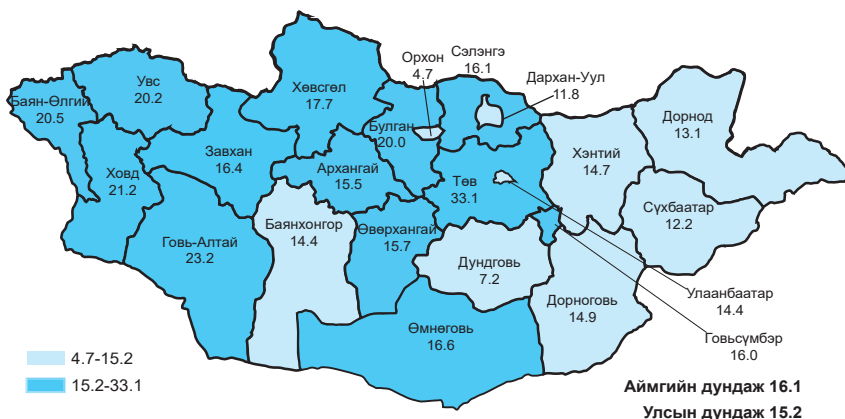 Орхон
4.7
Сэлэнгэ
16.1
Дархан-Уул
11.8
Увс
20.2
Хөвсгөл
17.7
Баян-Өлгий
20.5
Булган
20.0
Дорнод
13.1
Завхан
16.4
Архангай
15.5
Хэнтий
14.7
Ховд
21.2
Төв
33.1
Сүхбаатар
12.2
Говь-Алтай
23.2
Баянхонгор
14.4
Өвөрхангай
15.7
Дундговь
7.2
Улаанбаатар
14.4
Дорноговь
14.9
Говьсүмбэр
16.0
Өмнөговь
16.6
4.7-15.2
15.2-33.1
Аймгийн дундаж 16.1
Улсын дундаж 15.2